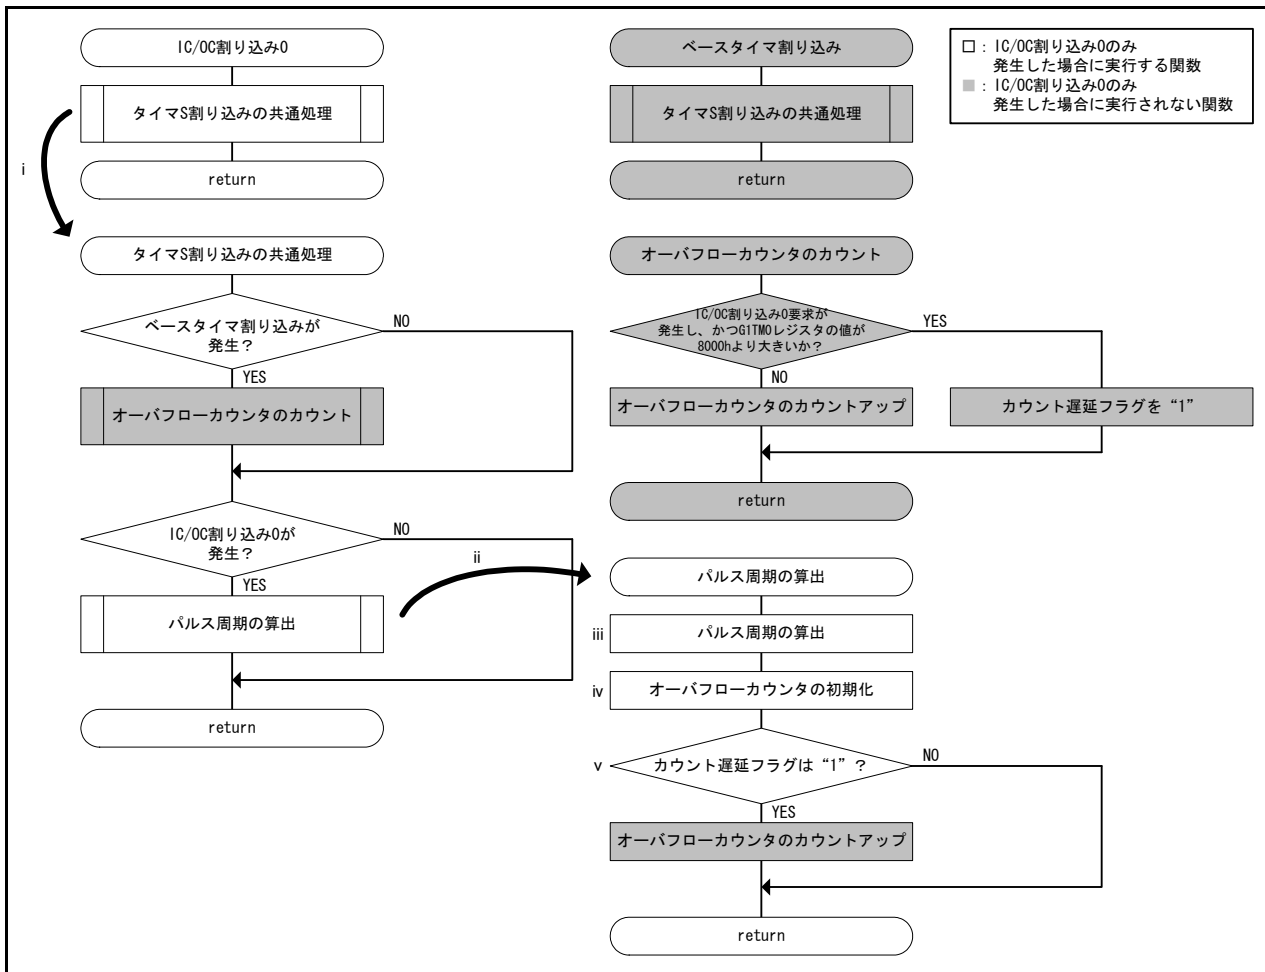 IC/OC割り込み0
タイマS割り込みの共通処理
return
i
タイマS割り込みの共通処理
ベースタイマ割り込みが
発生？
NO
YES
オーバフローカウンタのカウント
IC/OC割り込み0が
発生？
NO
YES
パルス周期の算出
return
ii
ベースタイマ割り込み
タイマS割り込みの共通処理
return
オーバフローカウンタのカウント
IC/OC割り込み0要求が
発生し、かつG1TM0レジスタの値が
8000hより大きいか？
YES
NO
オーバフローカウンタのカウントアップ
カウント遅延フラグを“1”
return
パルス周期の算出
iii
パルス周期の算出
iv
オーバフローカウンタの初期化
v
カウント遅延フラグは“1”？
NO
YES
オーバフローカウンタのカウントアップ
return
□：IC/OC割り込み0のみ
発生した場合に実行する関数
■：IC/OC割り込み0のみ
発生した場合に実行されない関数